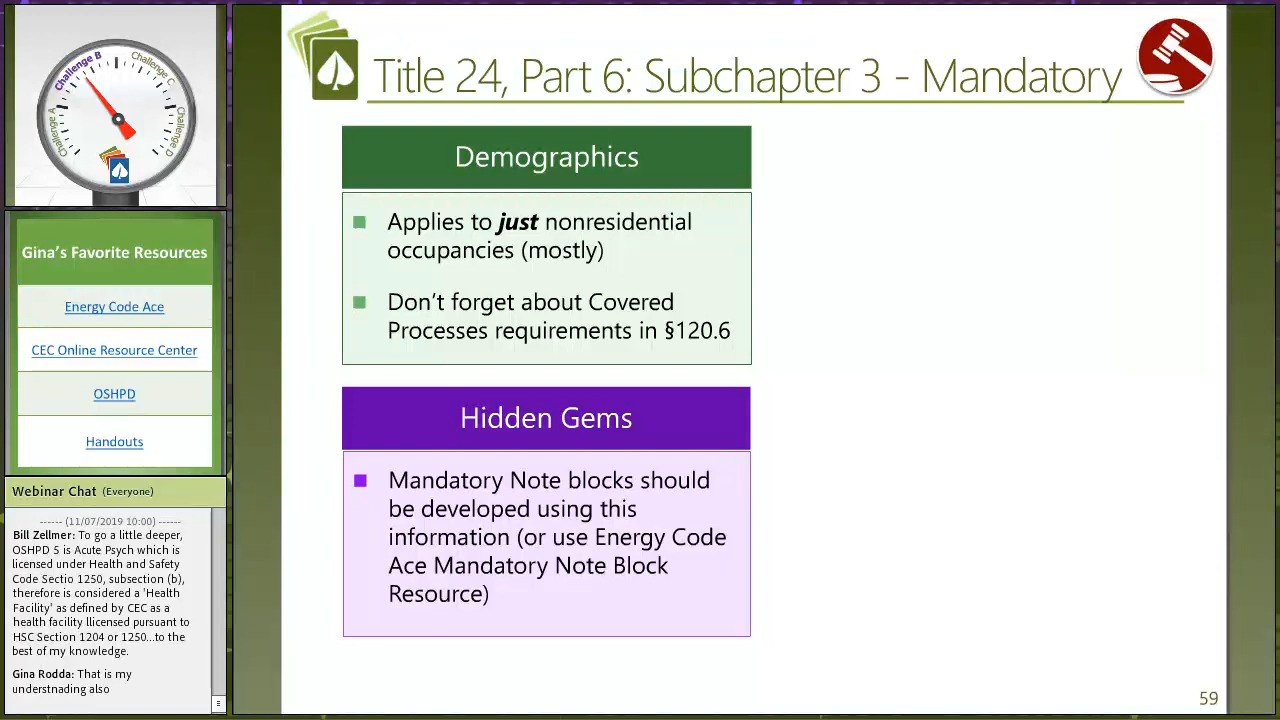 Challenge A
Challenge B
Challenge C
Challenge D
Gina's Favorite Resources
Energy Code Ace
CEC Online Resource Center
OSHPD
Handouts
Webinar Chat (Everyone)
------ (11/07/2019 10:00) ------
Bill Zellmer: To go a little deeper,
OSHPD 5 is Acute Psych which is
licensed under Health and Safety
Code Sectio 1250, subsection (b),
therefore is considered a 'Health
Facility' as defined by CEC as a
health facility llicensed pursuant to
HSC Section 1204 or 1250...to the
best of my knowledge.
Gina Rodda: That is my
understnading also
Title 24, Part 6: Subchapter 3 - Mandatory
Demographics
Applies to just nonresidential
occupancies (mostly)
Don't forget about Covered
Processes requirements in §120.6
Hidden Gems
Mandatory Note blocks should
be developed using this
information (or use Energy Code
Ace Mandatory Note Block
Resource)
59